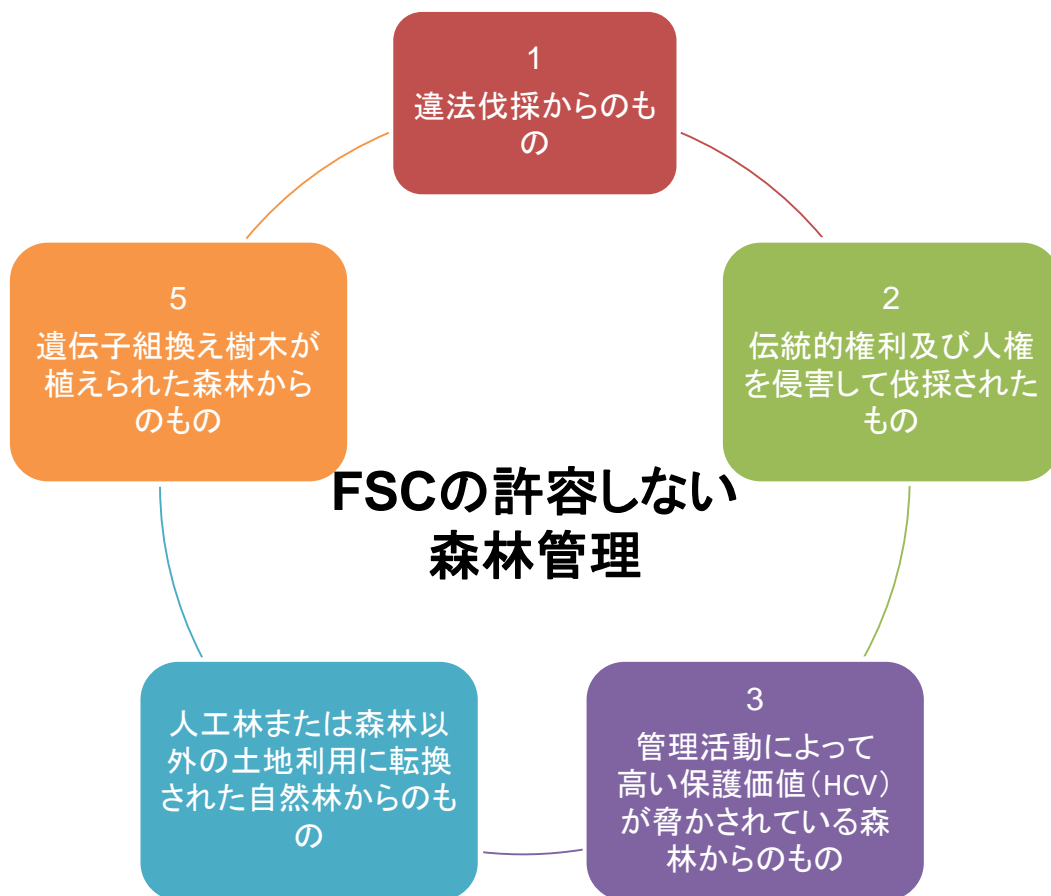 1
違法伐採からのも
の
2
伝統的権利及び人権
を侵害して伐採された
もの
3
管理活動によって
高い保護価値（HCV）
が脅かされている森
林からのもの
人工林または森林以
外の土地利用に転換
された自然林からのも
の
5
遺伝子組換え樹木が
植えられた森林から
のもの
FSCの許容しない
森林管理